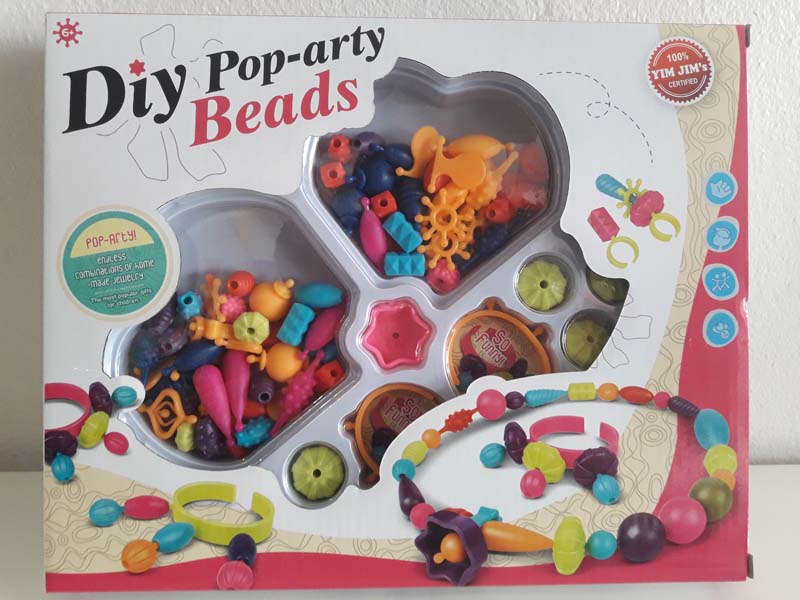 6+
Diy Pop-arty
Beads
100%
YIM JIM's
CERTIFIED
POP-ARTY!
endless
combinations of home
-made jewelry
The most popular gifts
for children
SO
FUNNY!
SO
FUNNY!